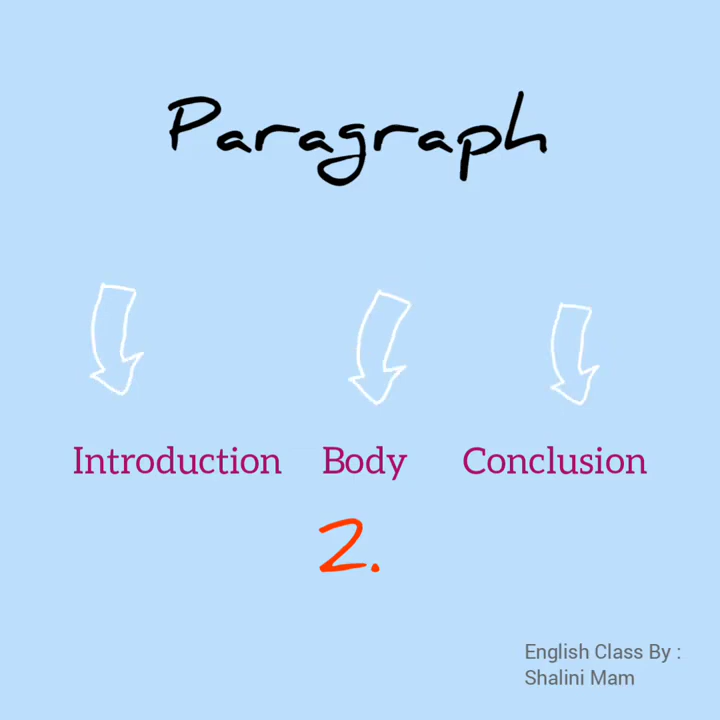 Paragraph
Introduction Body Conclusion
2.
English Class By :
Shalini Mam